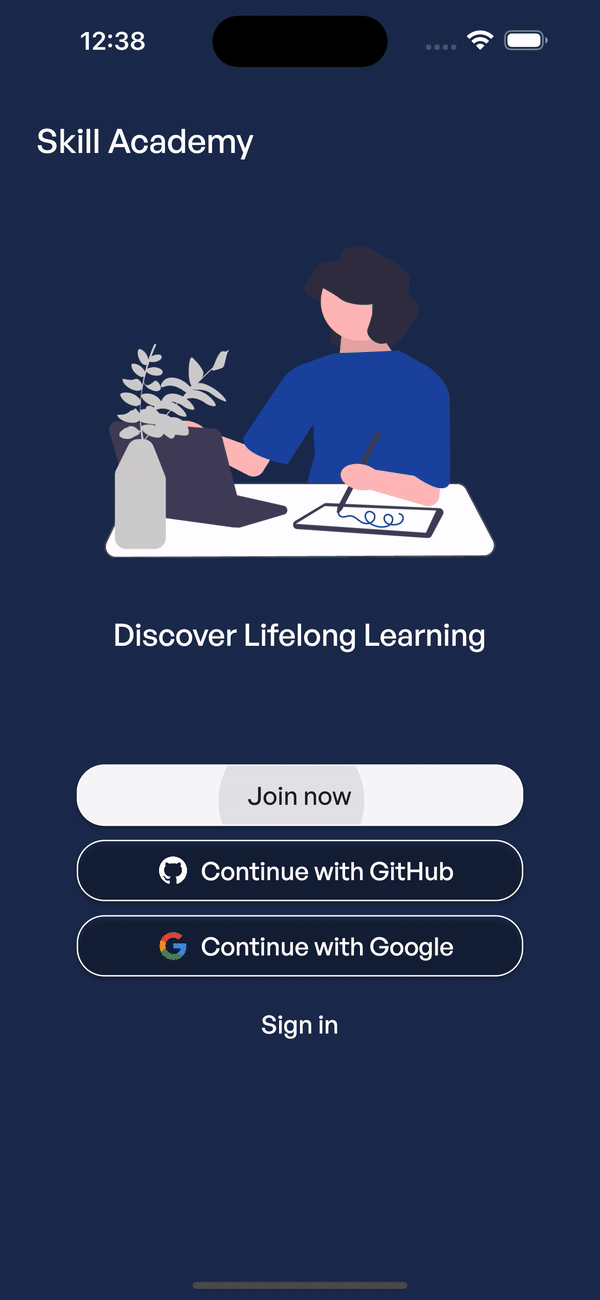 12:38
Skill Academy
Discover Lifelong Learning
Join now
Continue with GitHub
Continue with Google
Sign in